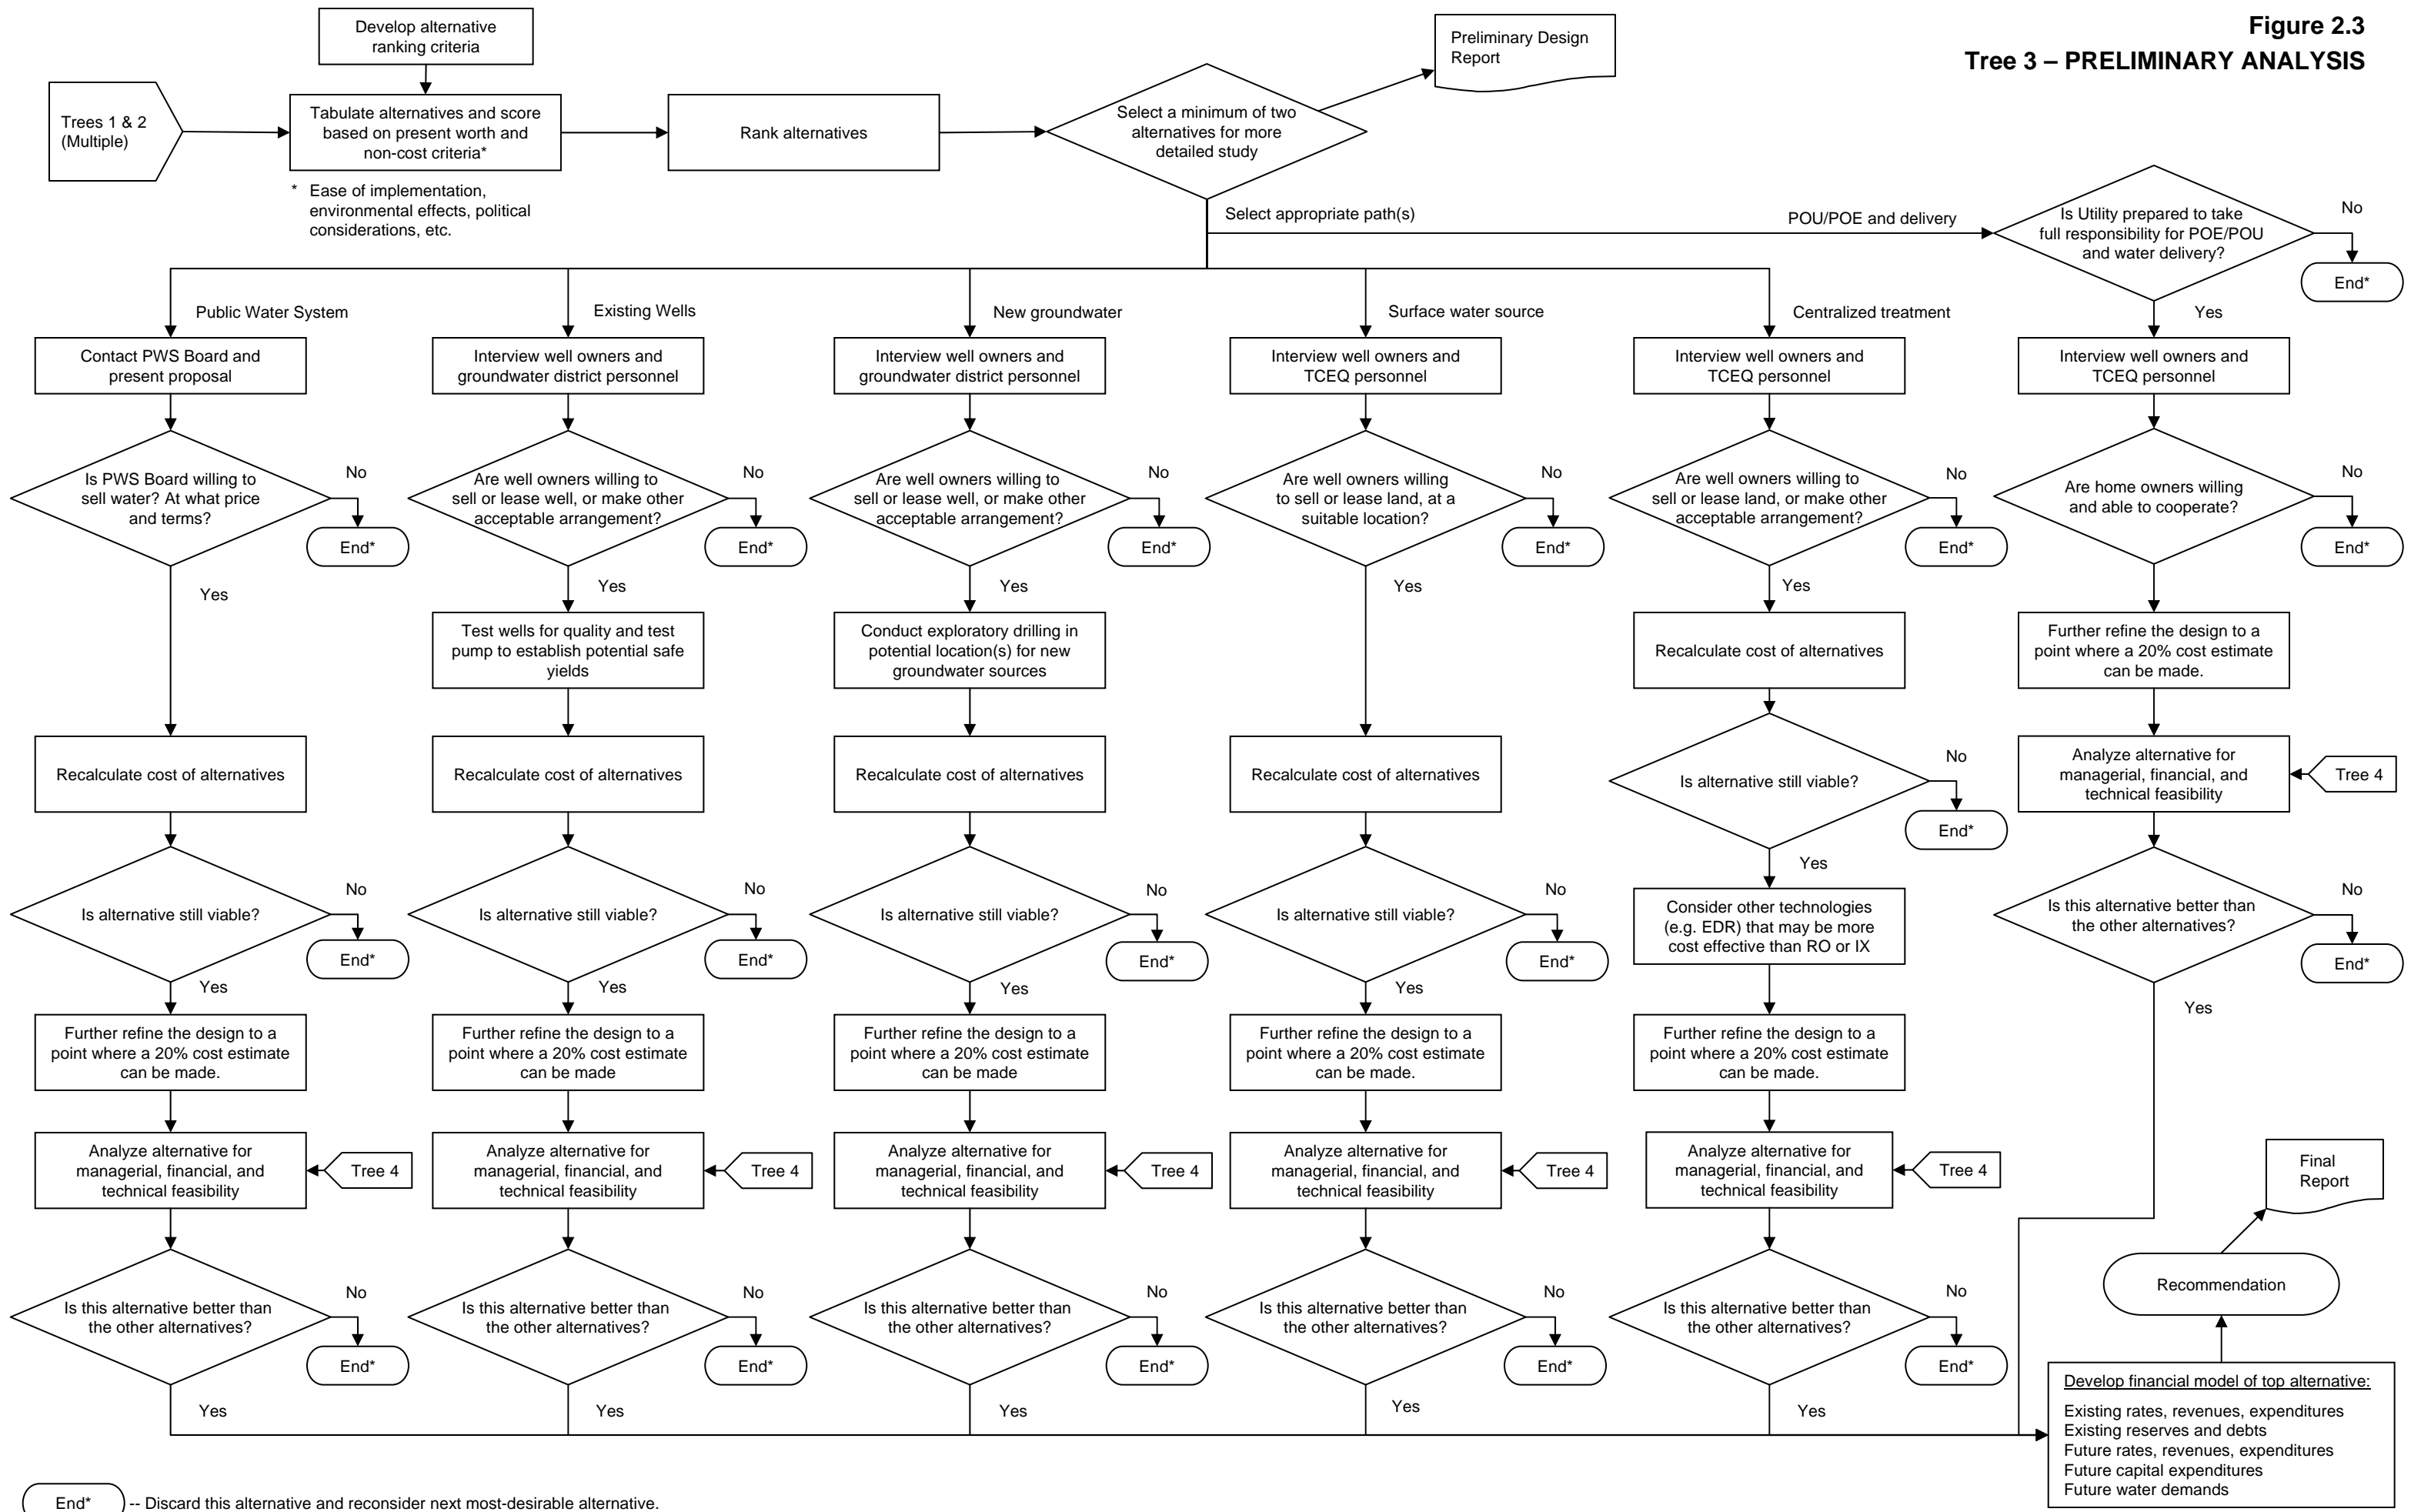 Figure 2.3
Tree 3 – PRELIMINARY ANALYSIS
Develop alternative
ranking criteria
Trees 1 & 2
(Multiple)
Tabulate alternatives and score
based on present worth and
non-cost criteria*
* Ease of implementation,
environmental effects, political
considerations, etc.
Rank alternatives
Select a minimum of two
alternatives for more
detailed study
Preliminary Design
Report
Select appropriate path(s)
POU/POE and delivery
Is Utility prepared to take
full responsibility for POE/POU
and water delivery?
No
End*
Yes
Public Water System
Contact PWS Board and
present proposal
Is PWS Board willing to
sell water? At what price
and terms?
No
End*
Yes
Recalculate cost of alternatives
Is alternative still viable?
No
End*
Yes
Further refine the design to a
point where a 20% cost estimate
can be made.
Analyze alternative for
managerial, financial, and
technical feasibility
Tree 4
Is this alternative better than
the other alternatives?
No
End*
Yes
Existing Wells
Interview well owners and
groundwater district personnel
Are well owners willing to
sell or lease well, or make other
acceptable arrangement?
No
End*
Yes
Test wells for quality and test
pump to establish potential safe
yields
Recalculate cost of alternatives
Is alternative still viable?
No
End*
Yes
Further refine the design to a
point where a 20% cost estimate
can be made
Analyze alternative for
managerial, financial, and
technical feasibility
Tree 4
Is this alternative better than
the other alternatives?
No
End*
Yes
New groundwater
Interview well owners and
groundwater district personnel
Are well owners willing to
sell or lease well, or make other
acceptable arrangement?
No
End*
Yes
Conduct exploratory drilling in
potential location(s) for new
groundwater sources
Recalculate cost of alternatives
Is alternative still viable?
No
End*
Yes
Further refine the design to a
point where a 20% cost estimate
can be made
Analyze alternative for
managerial, financial, and
technical feasibility
Tree 4
Is this alternative better than
the other alternatives?
No
End*
Yes
Surface water source
Interview well owners and
TCEQ personnel
Are well owners willing
to sell or lease land, at a
suitable location?
No
End*
Yes
Recalculate cost of alternatives
Is alternative still viable?
No
End*
Yes
Further refine the design to a
point where a 20% cost estimate
can be made.
Analyze alternative for
managerial, financial, and
technical feasibility
Tree 4
Is this alternative better than
the other alternatives?
No
End*
Yes
Centralized treatment
Interview well owners and
TCEQ personnel
Are well owners willing to
sell or lease land, or make other
acceptable arrangement?
No
End*
Yes
Recalculate cost of alternatives
Is alternative still viable?
No
End*
Yes
Consider other technologies
(e.g. EDR) that may be more
cost effective than RO or IX
Further refine the design to a
point where a 20% cost estimate
can be made.
Analyze alternative for
managerial, financial, and
technical feasibility
Tree 4
Is this alternative better than
the other alternatives?
No
End*
Yes
Interview well owners and
TCEQ personnel
Are home owners willing
and able to cooperate?
No
End*
Further refine the design to a
point where a 20% cost estimate
can be made.
Analyze alternative for
managerial, financial, and
technical feasibility
Tree 4
Is this alternative better than
the other alternatives?
No
End*
Yes
Final
Report
Recommendation
Develop financial model of top alternative:
Existing rates, revenues, expenditures
Existing reserves and debts
Future rates, revenues, expenditures
Future capital expenditures
Future water demands
End* -- Discard this alternative and reconsider next most-desirable alternative.